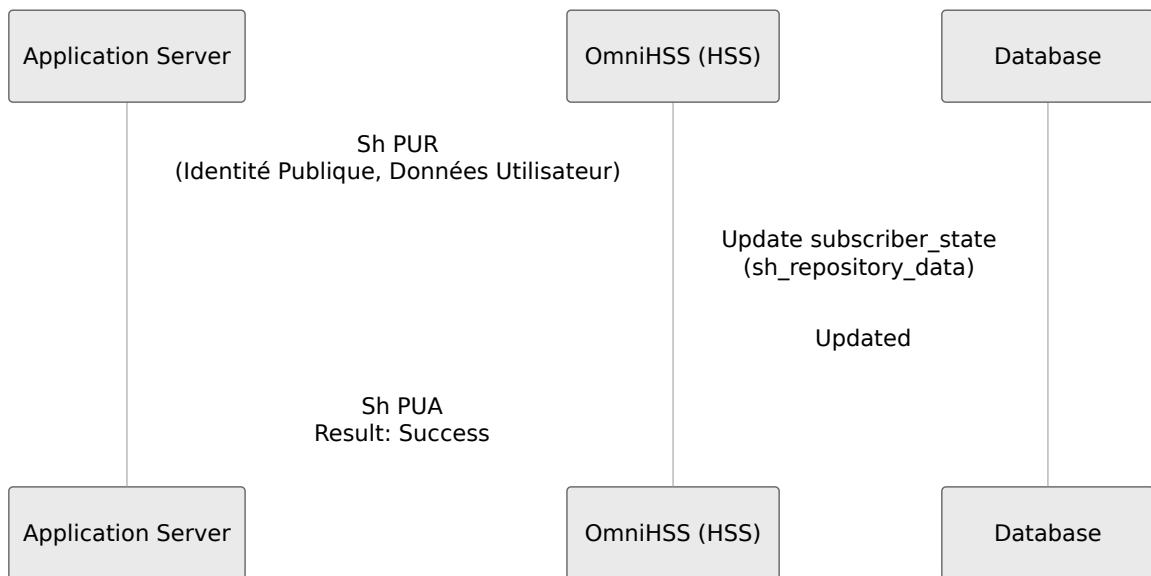 Application Server
OmniHSS (HSS)
Database
Sh PUR
(Identité Publique, Données Utilisateur)
Update subscriber_state
(sh_repository_data)
Updated
Sh PUA
Result: Success
Application Server
OmniHSS (HSS)
Database